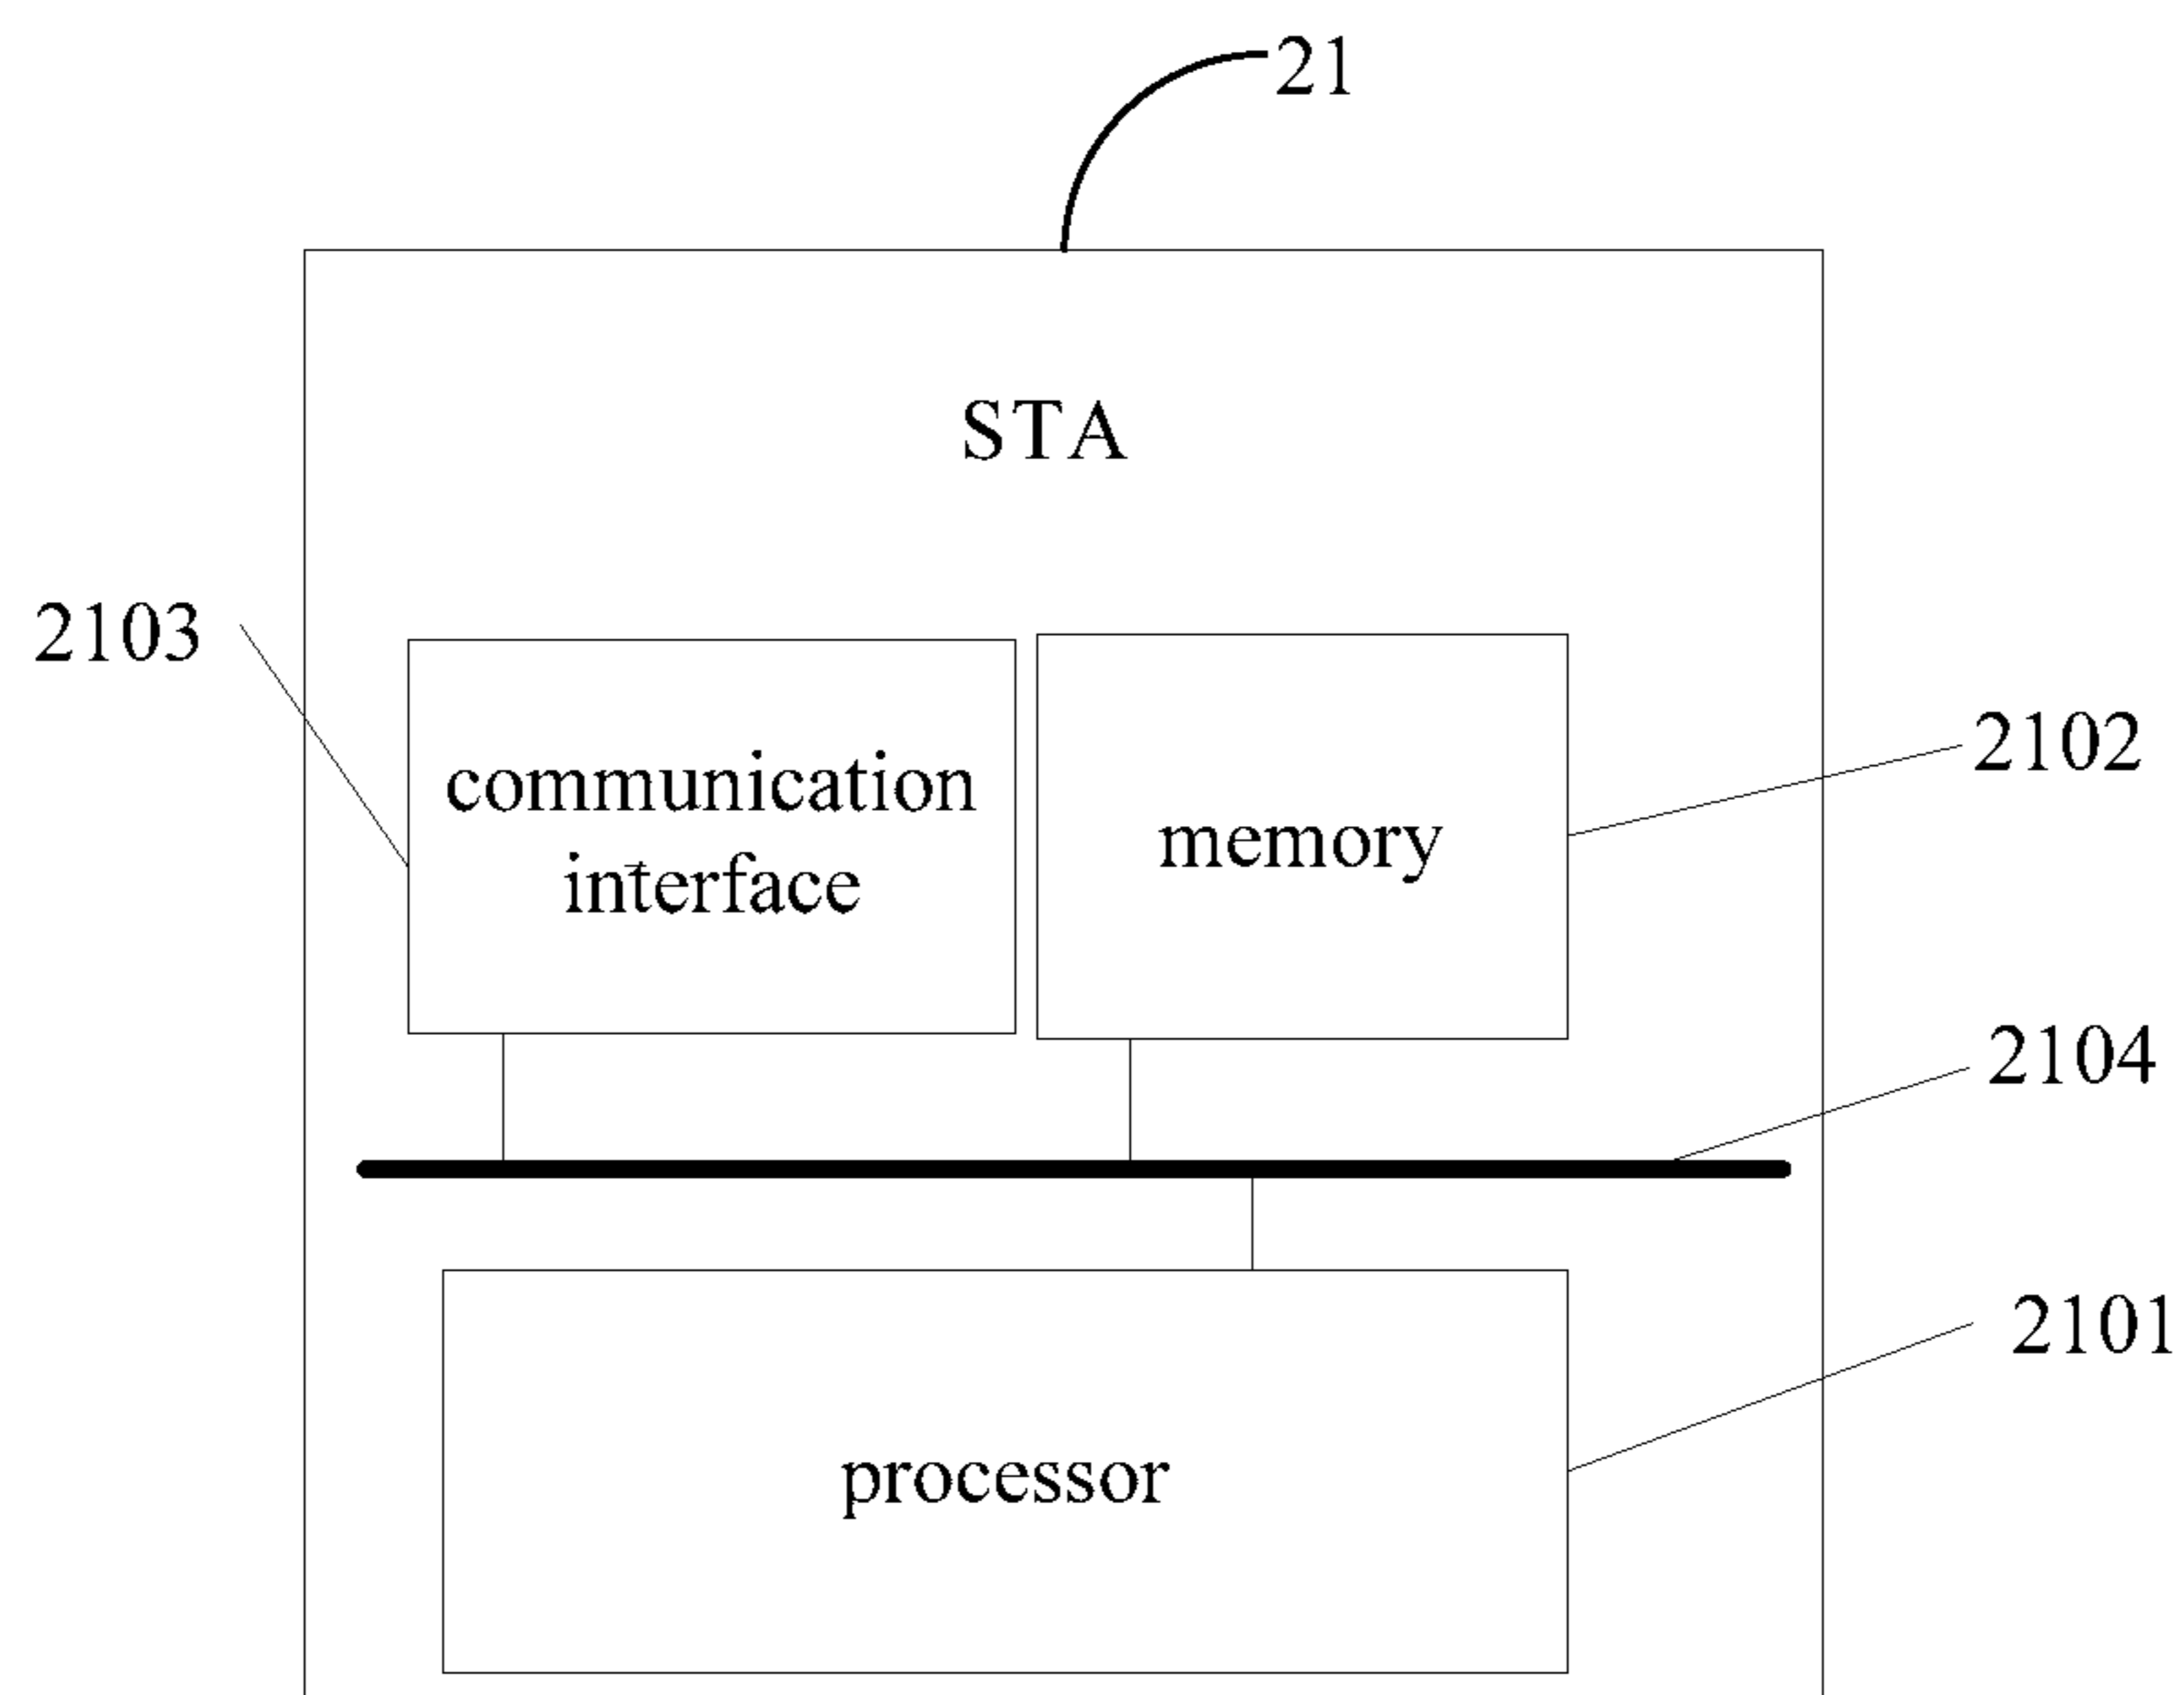 21
STA
2103
communication
interface
memory
2102
2104
2101
processor